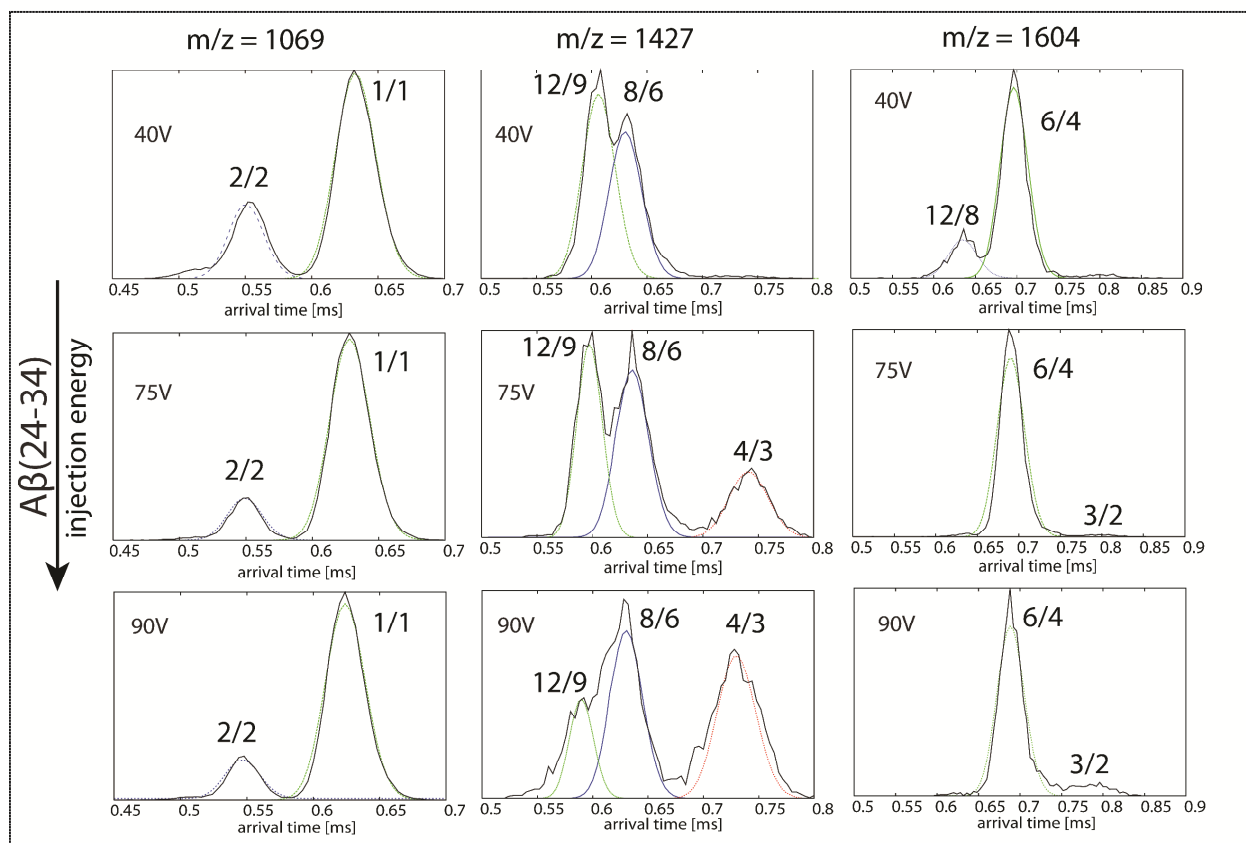 m/z = 1069
m/z = 1427
m/z = 1604
40V
2/2
1/1
0.45 0.5 0.55 0.6 0.65 0.7
arrival time [ms]
40V
12/9
8/6
0.5 0.55 0.6 0.65 0.7 0.75 0.8
arrival time [ms]
40V
12/8
6/4
0.5 0.55 0.6 0.65 0.7 0.75 0.8 0.85 0.9
arrival time [ms]
Aβ(24-34)
injection energy
75V
2/2
1/1
0.45 0.5 0.55 0.6 0.65 0.7
arrival time [ms]
75V
12/9
8/6
4/3
0.5 0.55 0.6 0.65 0.7 0.75 0.8
arrival time [ms]
75V
6/4
3/2
0.5 0.55 0.6 0.65 0.7 0.75 0.8 0.85 0.9
arrival time [ms]
90V
2/2
1/1
0.45 0.5 0.55 0.6 0.65 0.7
arrival time [ms]
90V
12/9
8/6
4/3
0.5 0.55 0.6 0.65 0.7 0.75 0.8
arrival time [ms]
90V
6/4
3/2
0.5 0.55 0.6 0.65 0.7 0.75 0.8 0.85 0.9
arrival time [ms]